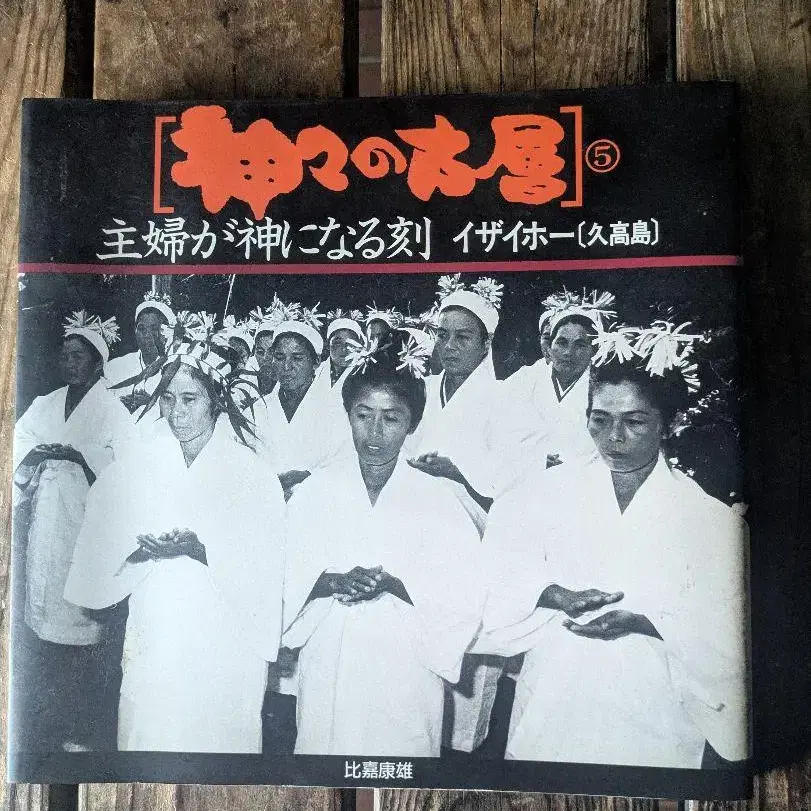 [神々の古層]⑤
主婦が神になる刻 イザイホー〔久高島〕
比嘉康雄